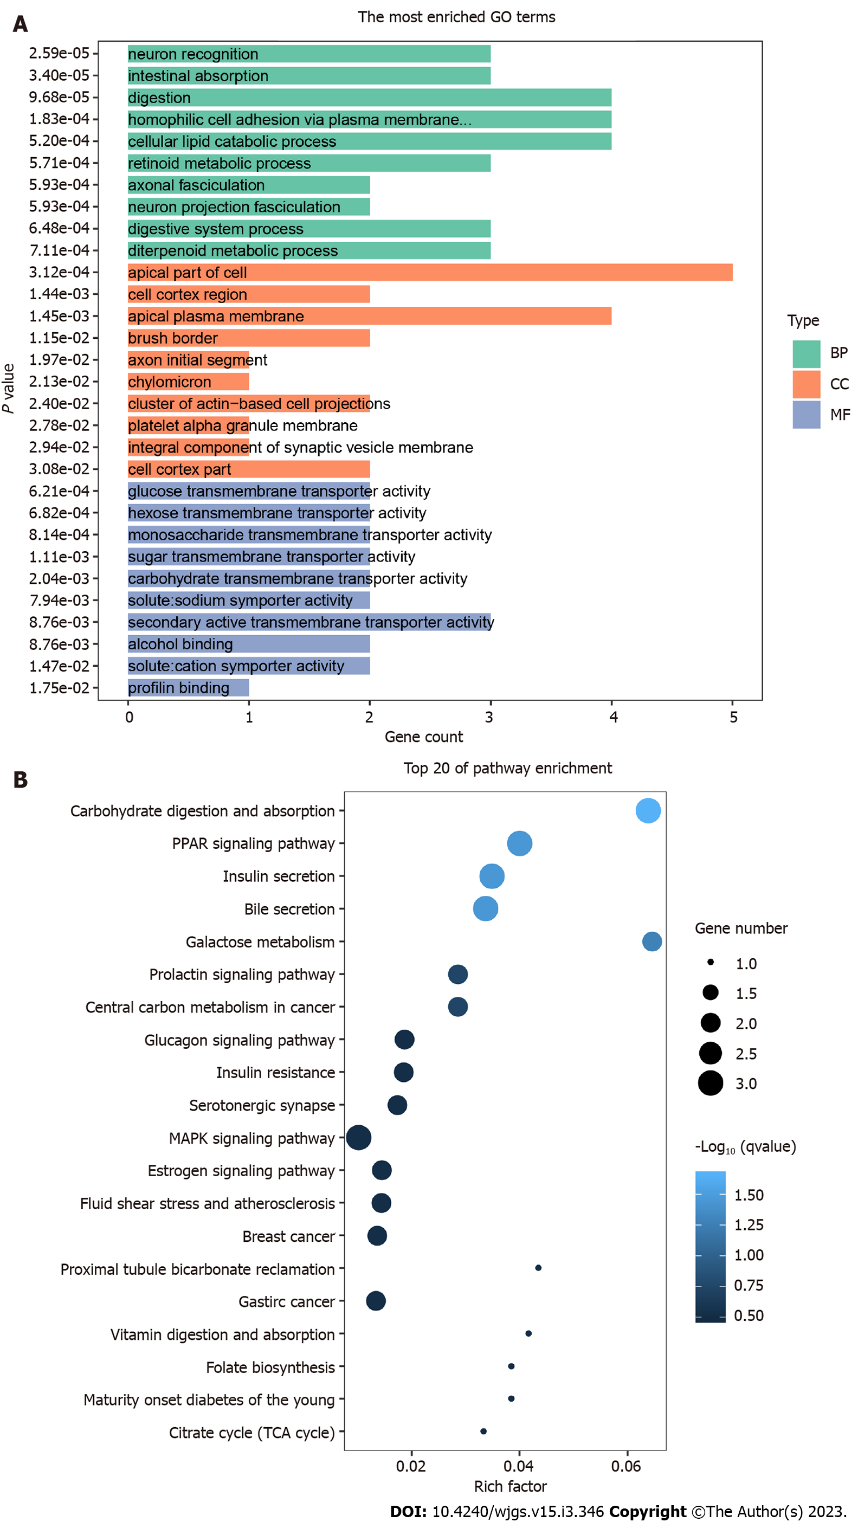 A
The most enriched GO terms
2.59e-05 neuron recognition
3.40e-05 intestinal absorption
9.68e-05 digestion
1.83e-04 homophilic cell adhesion via plasma membrane...
5.20e-04 cellular lipid catabolic process
5.71e-04 retinoid metabolic process
5.93e-04 axonal fasciculation
5.93e-04 neuron projection fasciculation
6.48e-04 digestive system process
7.11e-04 diterpenoid metabolic process
3.12e-04 apical part of cell
1.44e-03 cell cortex region
1.45e-03 apical plasma membrane
1.15e-02 brush border
1.97e-02 axon initial segment
2.13e-02 chylomicron
2.40e-02 cluster of actin−based cell projections
2.78e-02 platelet alpha granule membrane
2.94e-02 integral component of synaptic vesicle membrane
3.08e-02 cell cortex part
6.21e-04 glucose transmembrane transporter activity
6.82e-04 hexose transmembrane transporter activity
8.14e-04 monosaccharide transmembrane transporter activity
1.11e-03 sugar transmembrane transporter activity
2.04e-03 carbohydrate transmembrane transporter activity
7.94e-03 solute:sodium symporter activity
8.76e-03 secondary active transmembrane transporter activity
8.76e-03 alcohol binding
1.47e-02 solute:cation symporter activity
1.75e-02 profilin binding
P value
0 1 2 3 4 5
Gene count
Type
BP
CC
MF
B
Top 20 of pathway enrichment
Carbohydrate digestion and absorption
PPAR signaling pathway
Insulin secretion
Bile secretion
Galactose metabolism
Prolactin signaling pathway
Central carbon metabolism in cancer
Glucagon signaling pathway
Insulin resistance
Serotonergic synapse
MAPK signaling pathway
Estrogen signaling pathway
Fluid shear stress and atherosclerosis
Breast cancer
Proximal tubule bicarbonate reclamation
Gastirc cancer
Vitamin digestion and absorption
Folate biosynthesis
Maturity onset diabetes of the young
Citrate cycle (TCA cycle)
0.02 0.04 0.06
Rich factor
Gene number
1.0
1.5
2.0
2.5
3.0
-Log₁₀ (qvalue)
1.50
1.25
1.00
0.75
0.50
DOI: 10.4240/wjgs.v15.i3.346 Copyright ©The Author(s) 2023.